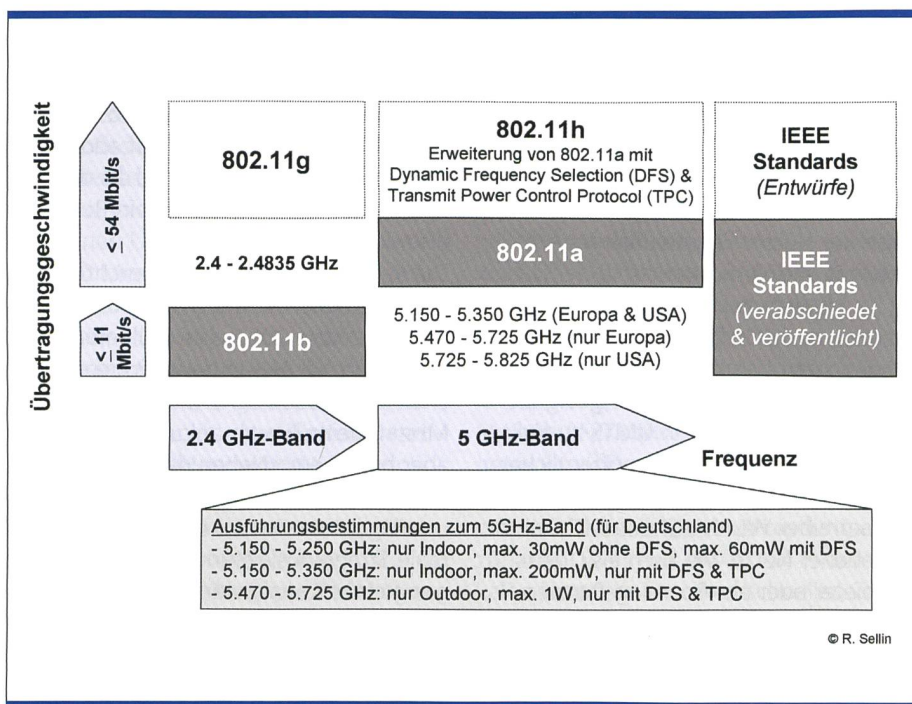 Übertragungsgeschwindigkeit
≤ 54 Mbit/s
≤ 11
Mbit/s
802.11g
2.4 - 2.4835 GHz
802.11b
802.11h
Erweiterung von 802.11a mit
Dynamic Frequency Selection (DFS) &
Transmit Power Control Protocol (TPC)
802.11a
5.150 - 5.350 GHz (Europa & USA)
5.470 - 5.725 GHz (nur Europa)
5.725 - 5.825 GHz (nur USA)
IEEE
Standards
(Entwürfe)
IEEE
Standards
(verabschiedet
& veröffentlicht)
2.4 GHz-Band
5 GHz-Band
Frequenz
Ausführungsbestimmungen zum 5GHz-Band (für Deutschland)
- 5.150 - 5.250 GHz: nur Indoor, max. 30mW ohne DFS, max. 60mW mit DFS
- 5.150 - 5.350 GHz: nur Indoor, max. 200mW, nur mit DFS & TPC
- 5.470 - 5.725 GHz: nur Outdoor, max. 1W, nur mit DFS & TPC
© R. Sellin